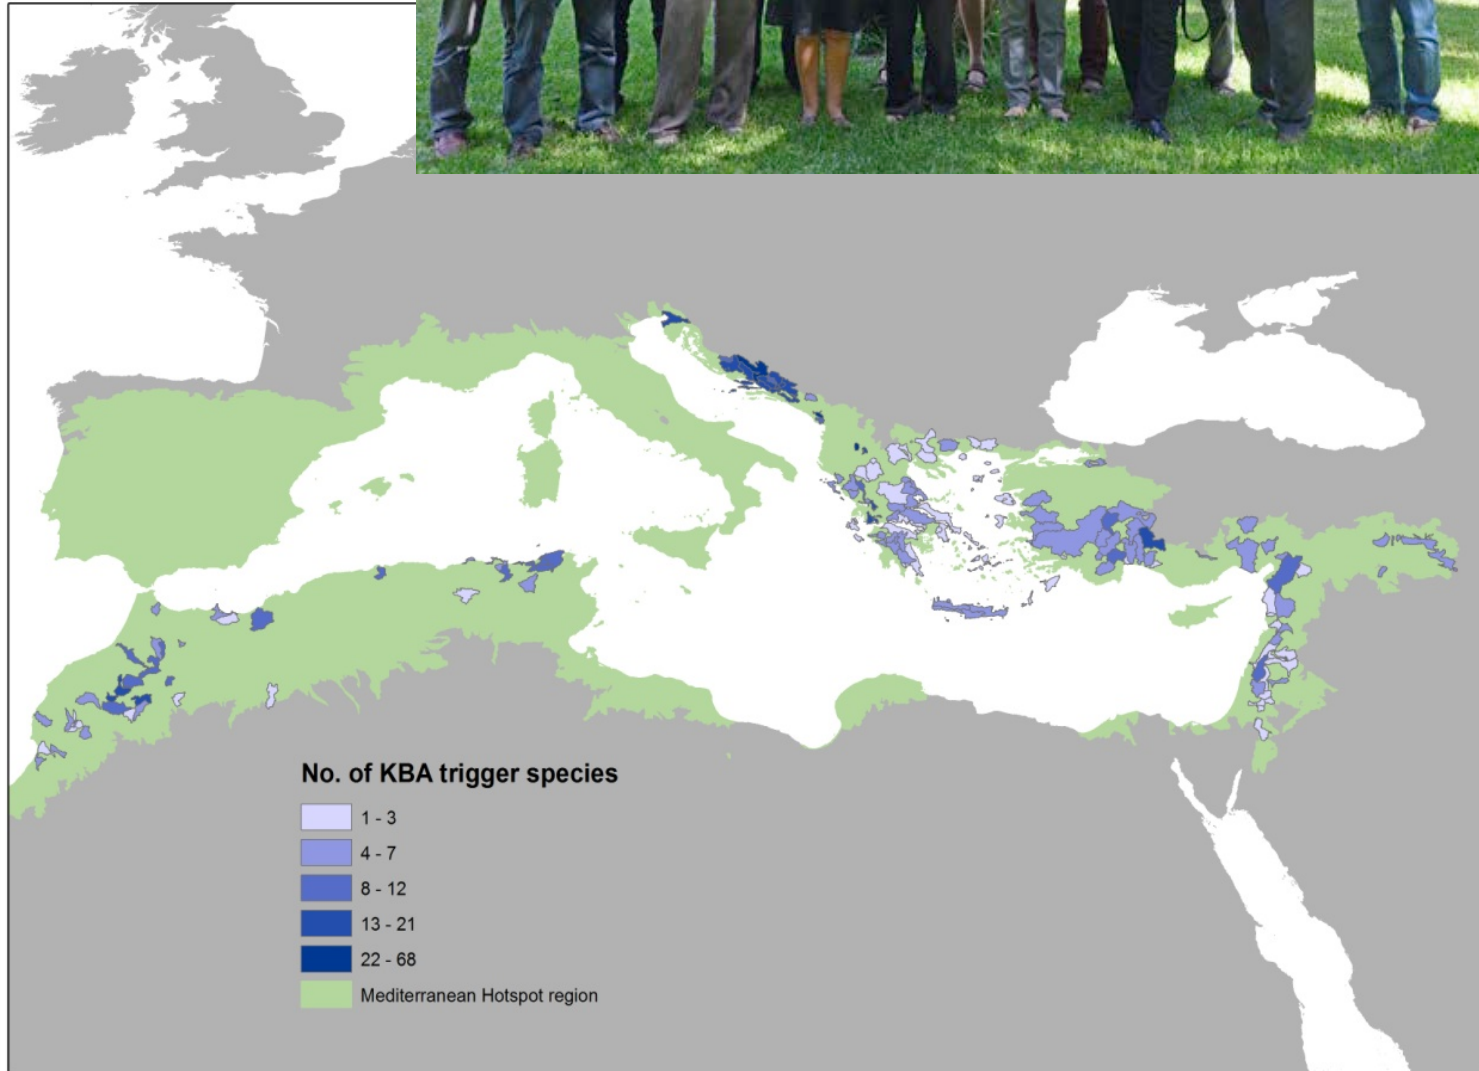 No. of KBA trigger species
1 - 3
4 - 7
8 - 12
13 - 21
22 - 68
Mediterranean Hotspot region